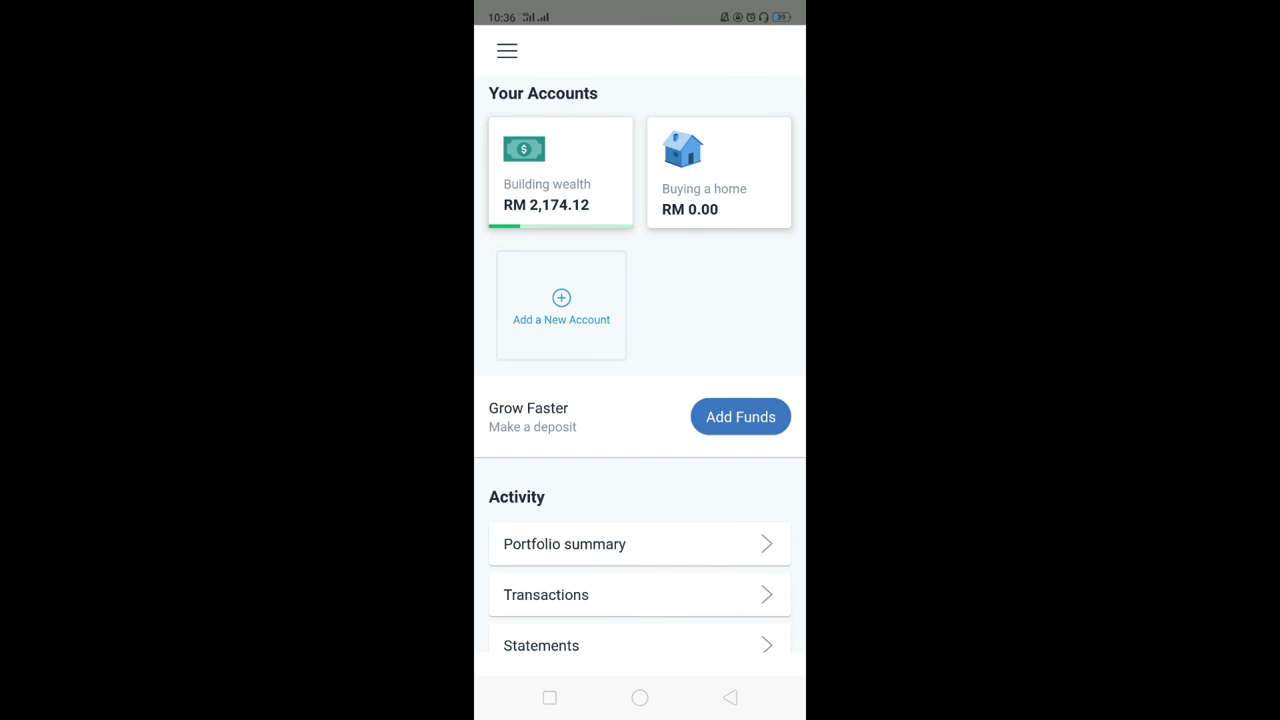 10:36
39
Your Accounts
$
Building wealth
RM 2,174.12
Buying a home
RM 0.00
Add a New Account
Grow Faster
Make a deposit
Add Funds
Activity
Portfolio summary
Transactions
Statements